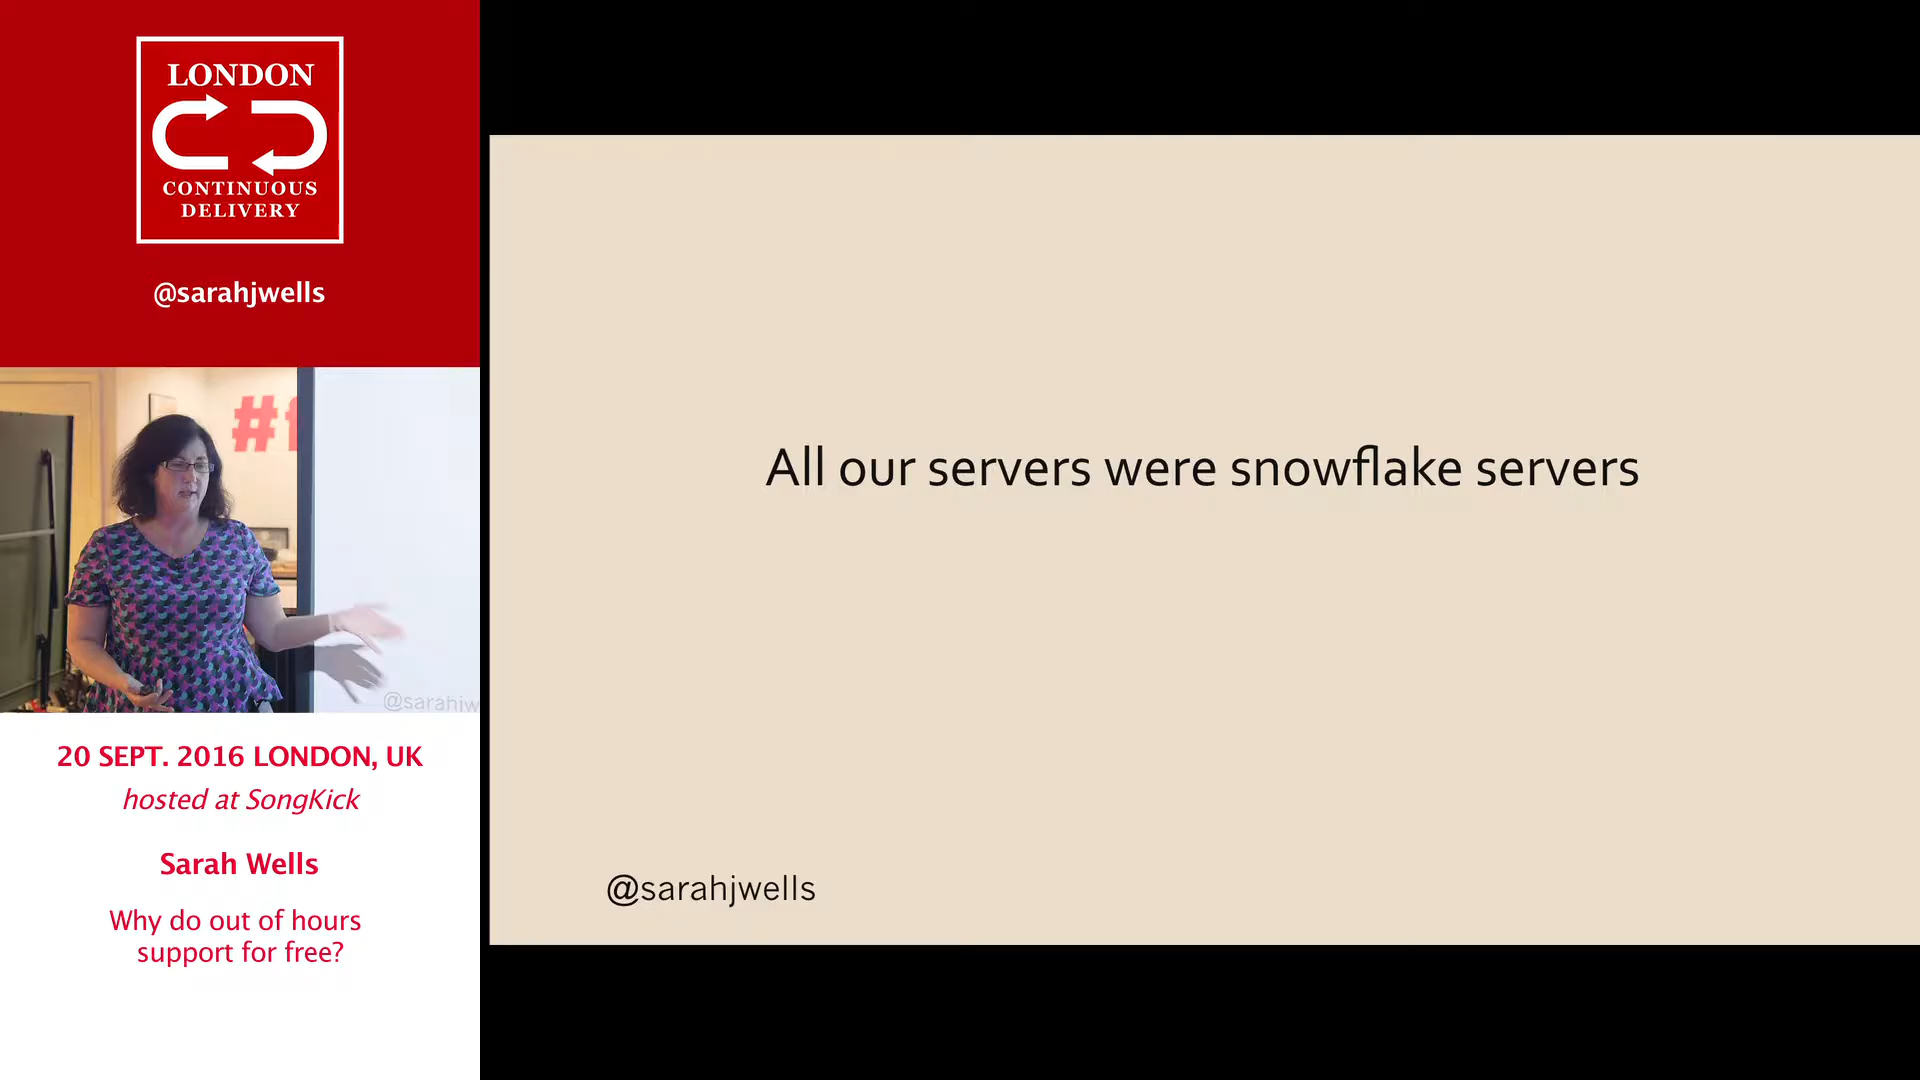 LONDON
CONTINUOUS
DELIVERY
@sarahjwells
#f
@sarahjw
20 SEPT. 2016 LONDON, UK
hosted at SongKick
Sarah Wells
Why do out of hours
support for free?
All our servers were snowflake servers
@sarahjwells